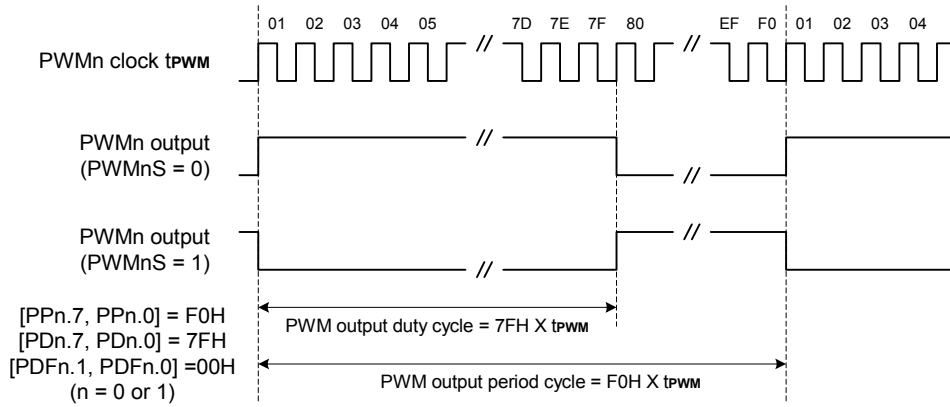 01 02 03 04 05 7D 7E 7F 80 EF F0 01 02 03 04
PWMn clock tPWM
PWMn output
(PWMnS = 0)
PWMn output
(PWMnS = 1)
[PPn.7, PPn.0] = F0H
[PDn.7, PDn.0] = 7FH
[PDFn.1, PDFn.0] =00H
(n = 0 or 1)
PWM output duty cycle = 7FH X tPWM
PWM output period cycle = F0H X tPWM